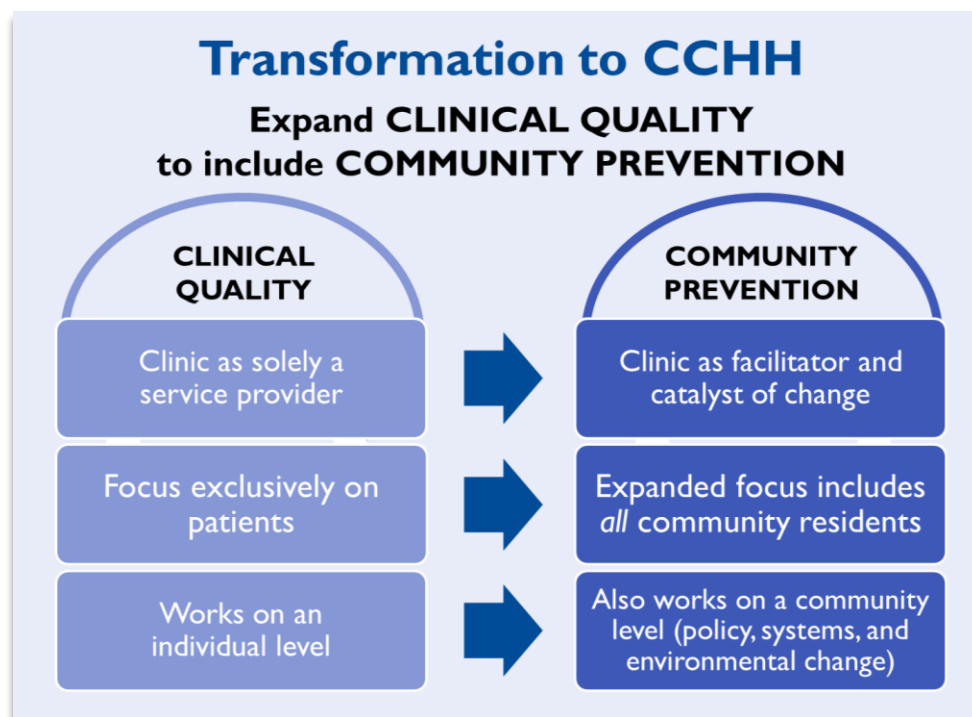 Transformation to CCHH
Expand CLINICAL QUALITY
to include COMMUNITY PREVENTION
CLINICAL
QUALITY
COMMUNITY
PREVENTION
Clinic as solely a
service provider
Clinic as facilitator and
catalyst of change
Focus exclusively on
patients
Expanded focus includes
all community residents
Works on an
individual level
Also works on a community
level (policy, systems, and
environmental change)